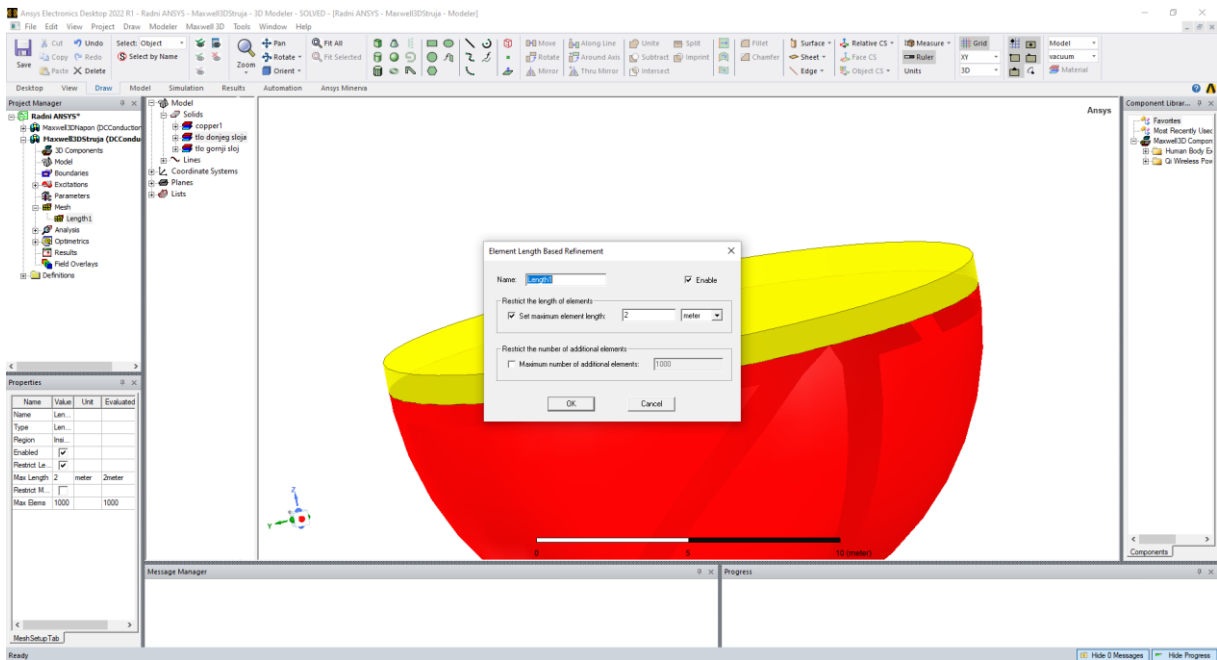 Ansys Electronics Desktop 2022 R1 - Radni ANSYS - Maxwell3DStruja - 3D Modeler - SOLVED - [Radni ANSYS - Maxwell3DStruja - Modeler]
File Edit View Project Draw Modeler Maxwell 3D Tools Window Help
Save
Cut Undo Select: Object
Copy Redo Select by Name
Paste Delete
Zoom
Pan Fit All
Rotate Fit Selected
Orient
Move Along Line Unite Split Fillet
Rotate Around Axis Subtract Imprint Chamfer
Mirror Thru Mirror Intersect
Surface Relative CS Measure Grid Model
Sheet Face CS Ruler XY vacuum
Edge Object CS Units 3D Material
Desktop View Draw Model Simulation Results Automation Ansys Minerva
Project Manager
Radni ANSYS*
Maxwell3DNapon (DCConduction
Maxwell3DStruja (DCCondu
3D Components
Model
Boundaries
Excitations
Parameters
Mesh
Length1
Analysis
Optimetrics
Results
Field Overlays
Definitions
Model
Solids
copper1
tlo donjeg sloja
tlo gornji sloj
Lines
Coordinate Systems
Planes
Lists
Ansys
Component Librar...
Favorites
Most Recently Usec
Maxwell3D Compon
Human Body Ex
Qi Wireless Pow
Components
Element Length Based Refinement
Name: Length1 Enable
Restrict the length of elements
Set maximum element length: 2 meter
Restrict the number of additional elements
Maximum number of additional elements: 1000
OK Cancel
Z
Y
0 5 10 (meter)
Properties
Name Value Unit Evaluated
Name Len...
Type Len...
Region Insi...
Enabled
Restrict Le...
Max Length 2 meter 2meter
Restrict M...
Max Elems 1000 1000
MeshSetupTab
Message Manager
Progress
Ready
Hide 0 Messages Hide Progress